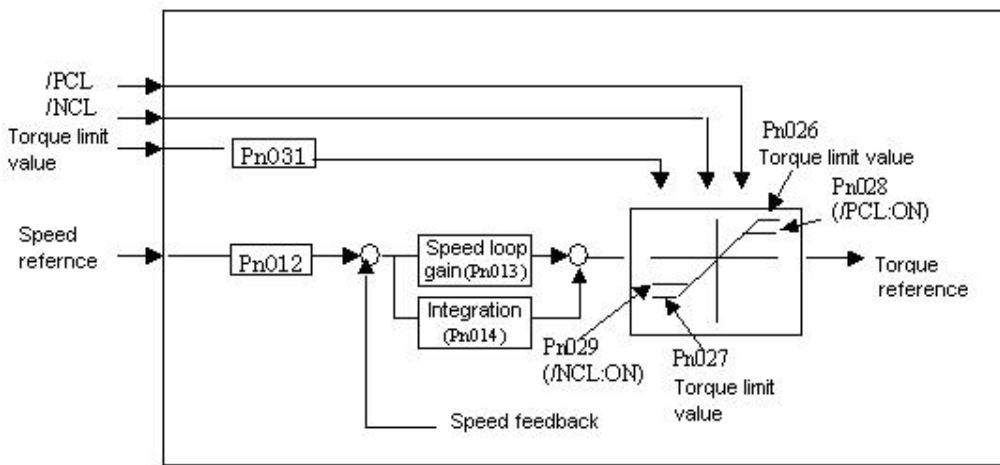 /PCL
/NCL
Torque limit
value
Pn031
Pn026
Torque limit value
Pn028
(/PCL:ON)
Speed
refernce
Pn012
Speed loop
gain(Pn013)
Integration
(Pn014)
Torque
reference
Pn029
(/NCL:ON)
Pn027
Torque limit
value
Speed feedback